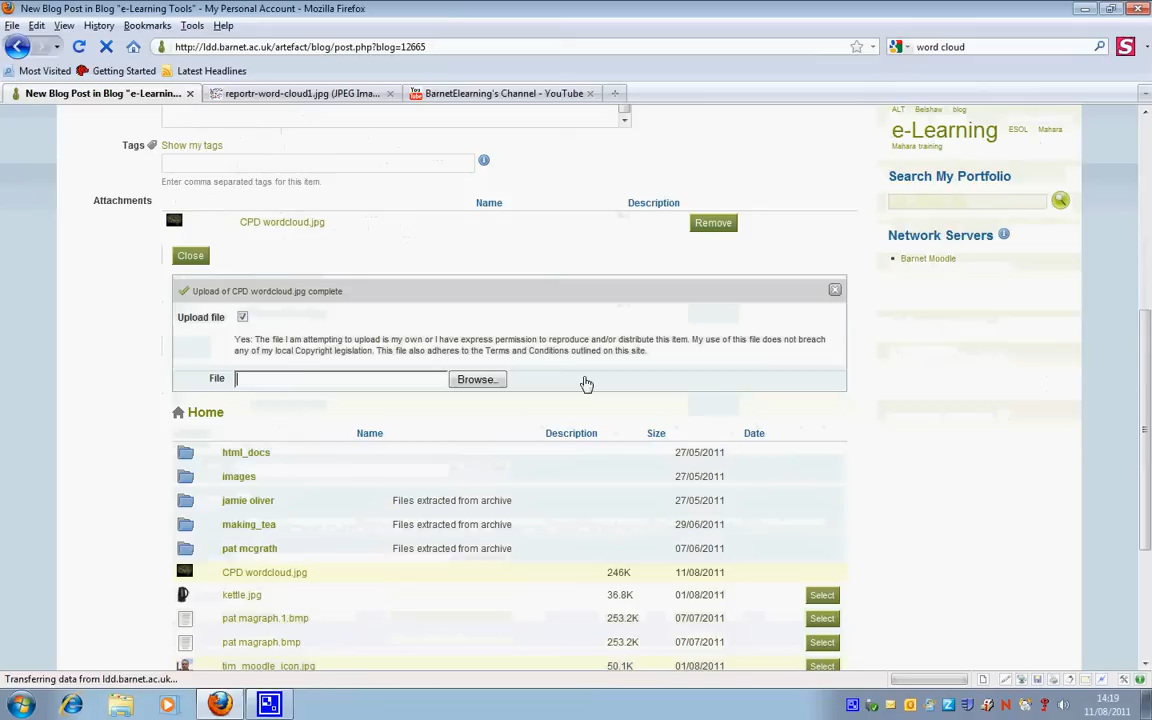 New Blog Post in Blog "e-Learning Tools" - My Personal Account - Mozilla Firefox
File Edit View History Bookmarks Tools Help
http://ldd.barnet.ac.uk/artefact/blog/post.php?blog=12665
word cloud
Most Visited Getting Started Latest Headlines
New Blog Post in Blog "e-Learnin... reportr-word-cloud1.jpg (JPEG Ima... BarnetElearning's Channel - YouTube
ALT Belshaw blog
e-Learning ESOL Mahara
Mahara training
Tags Show my tags
Enter comma separated tags for this item.
Search My Portfolio
Attachments Name Description
CPD wordcloud.jpg Remove
Network Servers
Barnet Moodle
Close
Upload of CPD wordcloud.jpg complete
Upload file
Yes: The file I am attempting to upload is my own or I have express permission to reproduce and/or distribute this item. My use of this file does not breach
any of my local Copyright legislation. This file also adheres to the Terms and Conditions outlined on this site.
File Browse..
Home
Name Description Size Date
html_docs 27/05/2011
images 27/05/2011
jamie oliver Files extracted from archive 27/05/2011
making_tea Files extracted from archive 29/06/2011
pat mcgrath Files extracted from archive 07/06/2011
CPD wordcloud.jpg 246K 11/08/2011
kettle.jpg 36.8K 01/08/2011 Select
pat magraph.1.bmp 253.2K 07/07/2011 Select
pat magraph.bmp 253.2K 07/07/2011 Select
tim_moodle_icon.jpg 50.1K 01/08/2011 Select
Transferring data from ldd.barnet.ac.uk...
14:19
11/08/2011